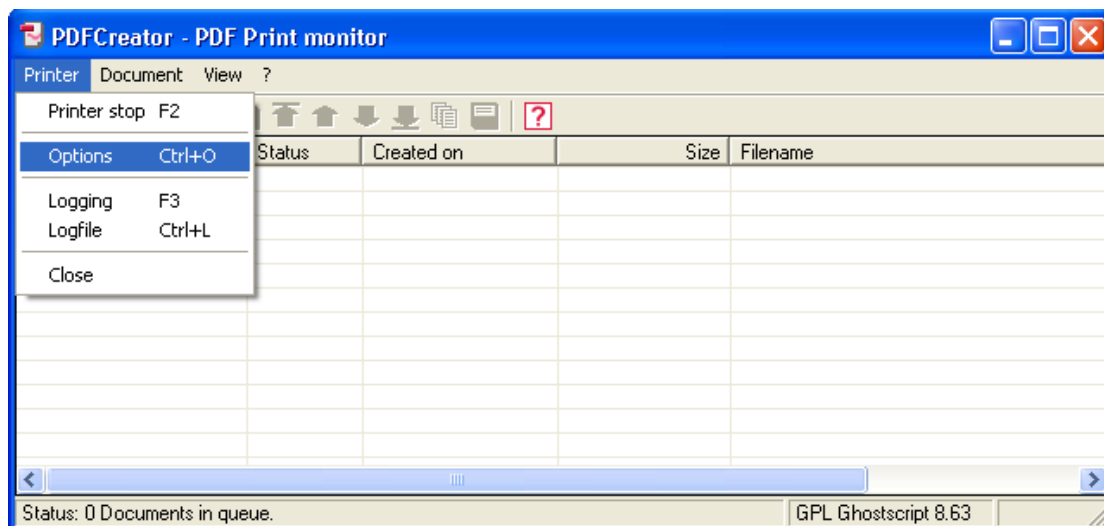 PDFCreator - PDF Print monitor
Printer Document View ?
Printer stop F2
Options Ctrl+O
Logging F3
Logfile Ctrl+L
Close
?
Status Created on Size Filename
Status: 0 Documents in queue. GPL Ghostscript 8.63